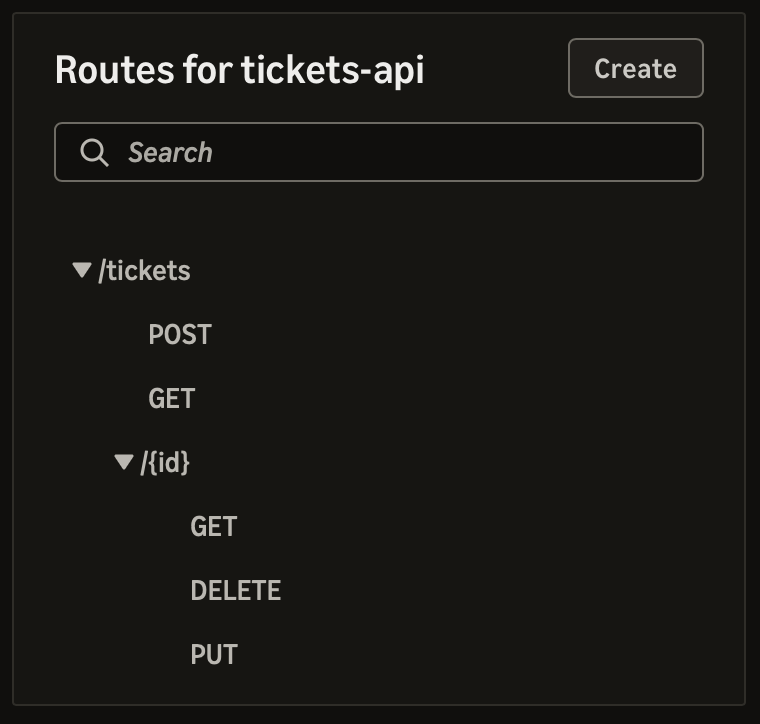 Routes for tickets-api
Create
Search
/tickets
POST
GET
/{id}
GET
DELETE
PUT